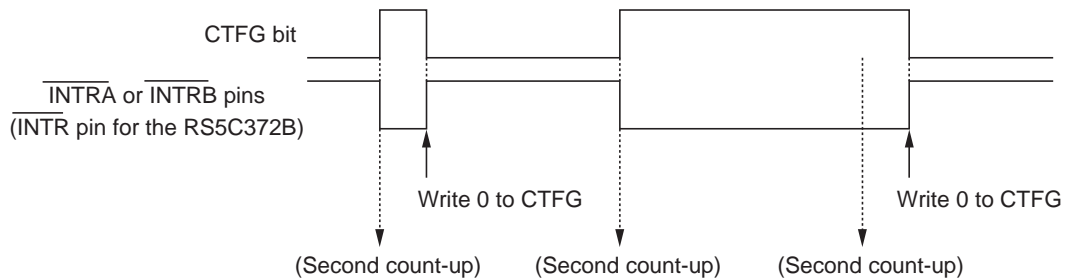 CTFG bit
INTRA or INTRB pins
(INTR pin for the RS5C372B)
Write 0 to CTFG
Write 0 to CTFG
(Second count-up)
(Second count-up)
(Second count-up)